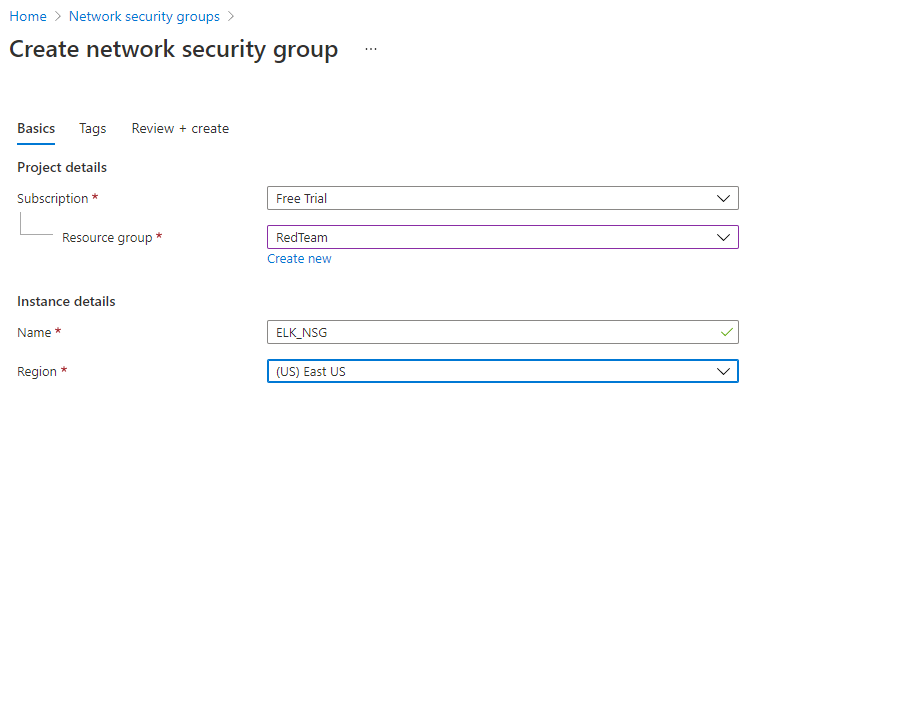 Home > Network security groups >
Create network security group ...
Basics Tags Review + create
Project details
Subscription * Free Trial
Resource group * RedTeam
Create new
Instance details
Name * ELK_NSG
Region * (US) East US